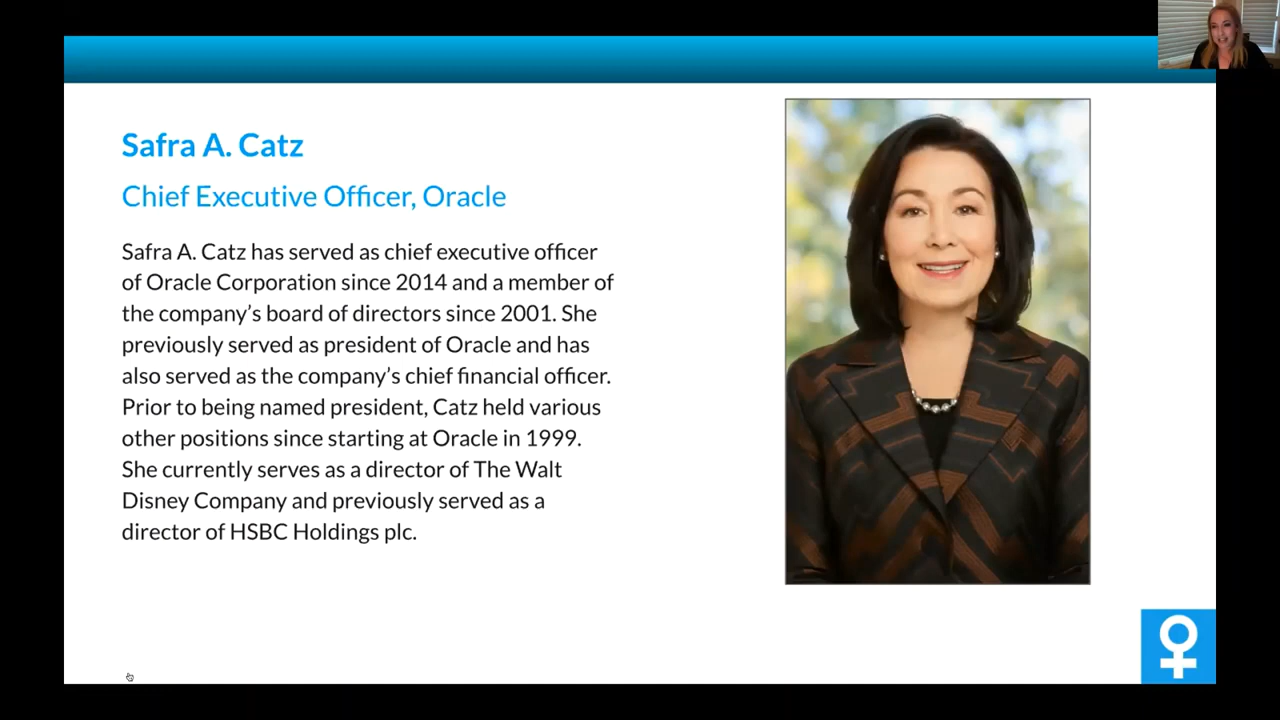 Safra A. Catz
Chief Executive Officer, Oracle
Safra A. Catz has served as chief executive officer
of Oracle Corporation since 2014 and a member of
the company’s board of directors since 2001. She
previously served as president of Oracle and has
also served as the company’s chief financial officer.
Prior to being named president, Catz held various
other positions since starting at Oracle in 1999.
She currently serves as a director of The Walt
Disney Company and previously served as a
director of HSBC Holdings plc.